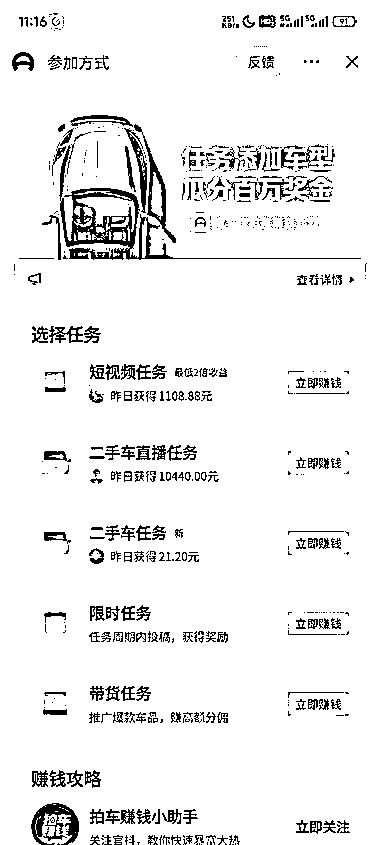 11:16
参加方式
反馈
任务添加车型
瓜分百万奖金
查看详情
选择任务
短视频任务 最低2倍收益
昨日获得1108.88元
立即赚钱
二手车直播任务
昨日获得10440.00元
立即赚钱
二手车任务 新
昨日获得21.20元
立即赚钱
限时任务
任务周期内投稿，获得奖励
立即赚钱
带货任务
推广爆款车品，赚高额分佣
立即赚钱
赚钱攻略
拍车赚钱小助手
关注官抖，教你快速暴富大热
立即关注